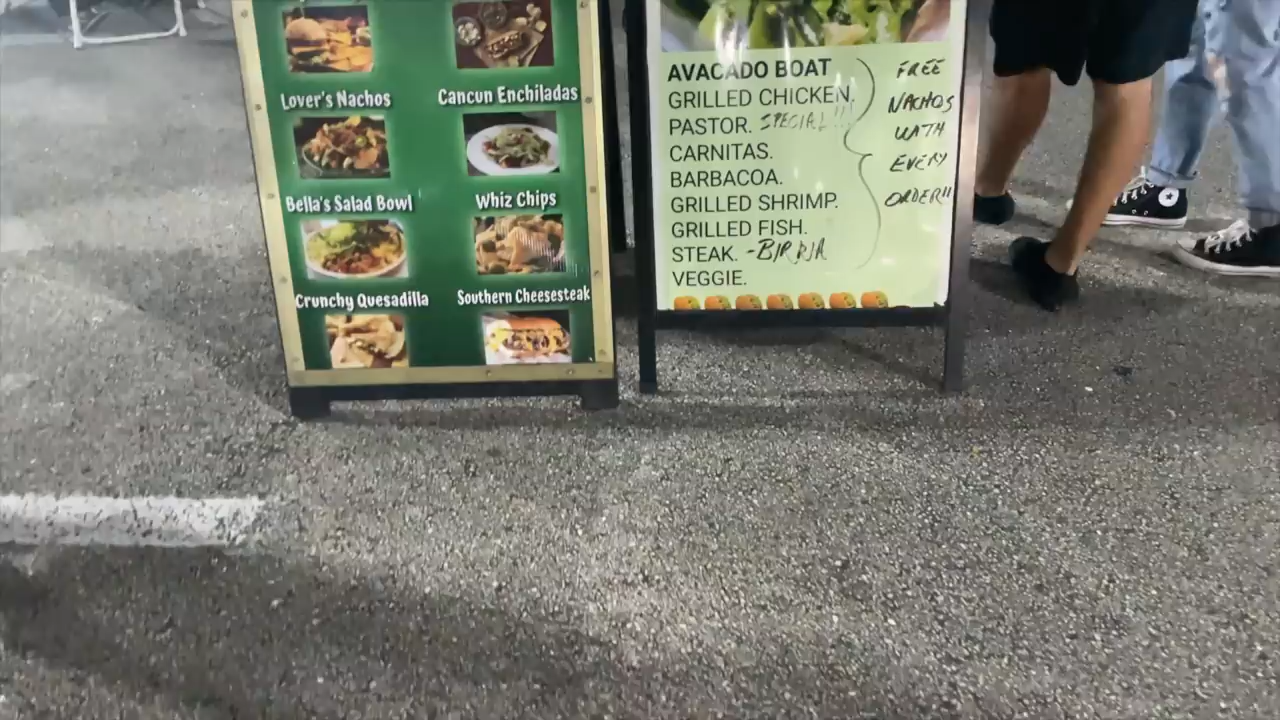 Lover's Nachos
Cancun Enchiladas
Bella's Salad Bowl
Whiz Chips
Crunchy Quesadilla
Southern Cheesesteak
AVACADO BOAT
GRILLED CHICKEN.
PASTOR. SPECIAL!!!
CARNITAS.
BARBACOA.
GRILLED SHRIMP.
GRILLED FISH.
STEAK. -BIRRIA
VEGGIE.
FREE
NACHOS
WITH
EVERY
ORDER!!